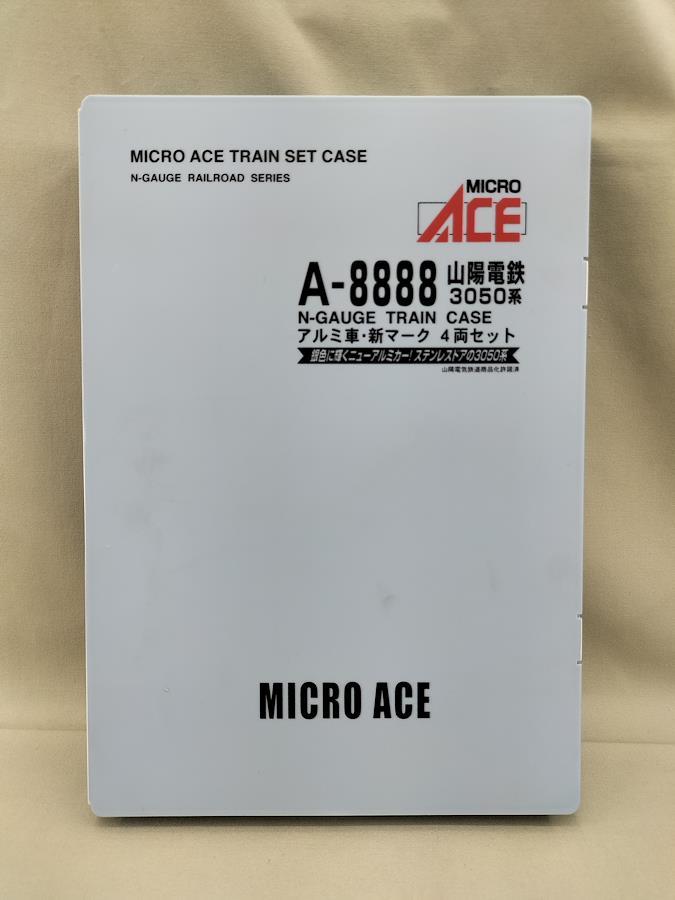 MICRO ACE TRAIN SET CASE
N-GAUGE RAILROAD SERIES
MICRO
ACE
A-8888 山陽電鉄
3050系
N-GAUGE TRAIN CASE
アルミ車・新マーク 4両セット
銀色に輝くニューアルミカー!ステンレスドアの3050系
山陽電気鉄道商品化許諾済
MICRO ACE